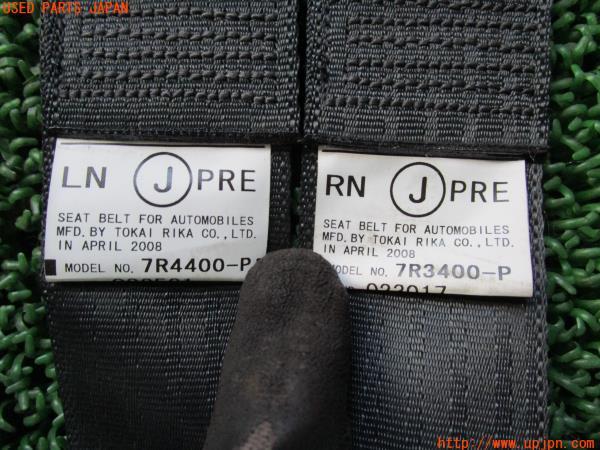 USED PARTS JAPAN
LN J PRE
SEAT BELT FOR AUTOMOBILES
MFD. BY TOKAI RIKA CO., LTD.
IN APRIL 2008
MODEL NO. 7R4400-P
RN J PRE
SEAT BELT FOR AUTOMOBILES
MFD. BY TOKAI RIKA CO., LTD.
IN APRIL 2008
MODEL NO. 7R3400-P
023017
http://www.upjpn.com/